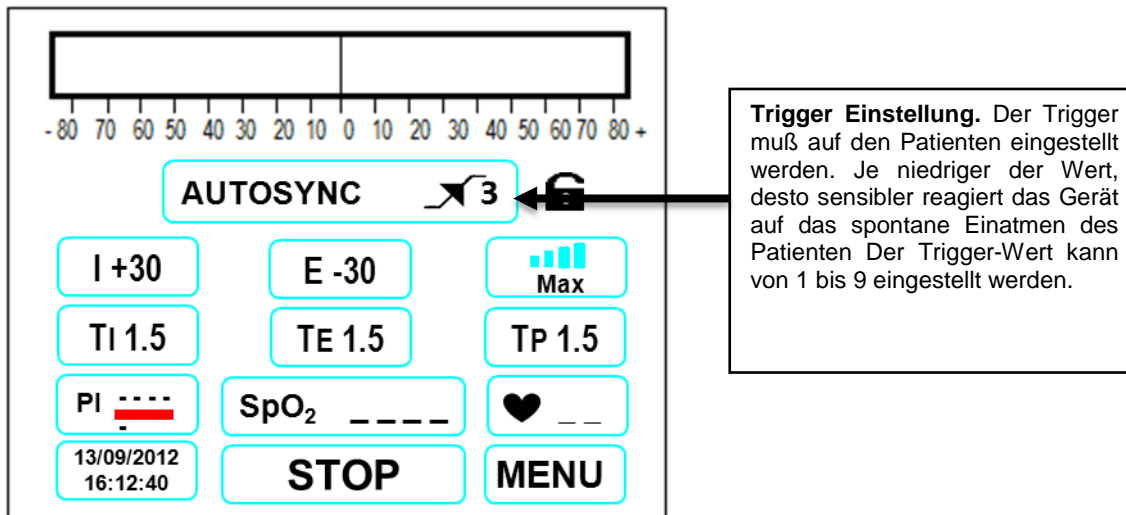 - 80 70 60 50 40 30 20 10 0 10 20 30 40 50 60 70 80 +
AUTOSYNC 3
I +30 E -30 Max
TI 1.5 TE 1.5 TP 1.5
PI - - - - -
SpO₂ _ _ _ _ _ _
13/09/2012
16:12:40
STOP MENU
Trigger Einstellung. Der Trigger
muß auf den Patienten eingestellt
werden. Je niedriger der Wert,
desto sensibler reagiert das Gerät
auf das spontane Einatmen des
Patienten Der Trigger-Wert kann
von 1 bis 9 eingestellt werden.